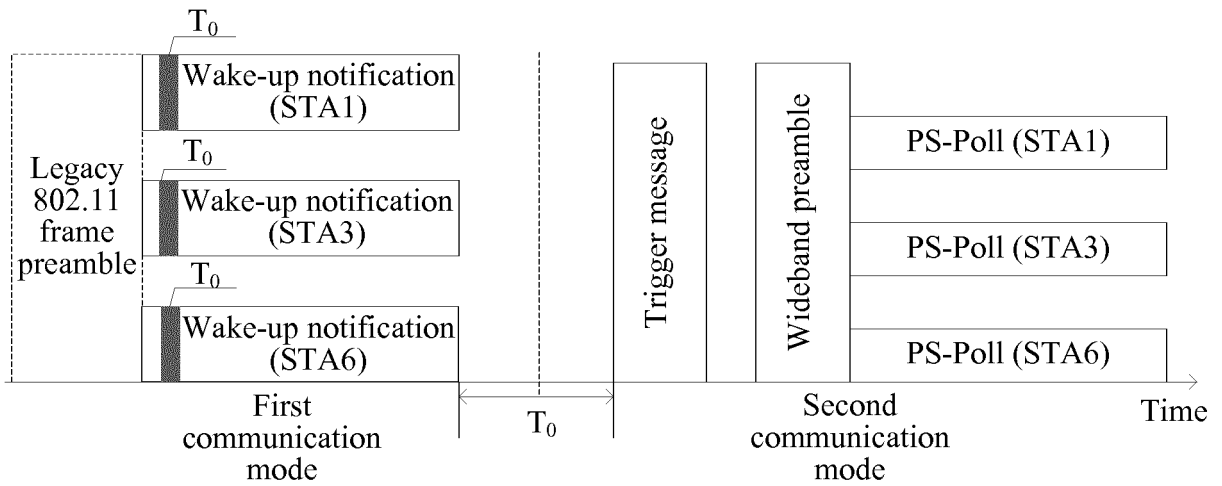 T₀
Wake-up notification
(STA1)
T₀
Wake-up notification
(STA3)
T₀
Wake-up notification
(STA6)
Legacy
802.11
frame
preamble
Trigger message
Wideband preamble
PS-Poll (STA1)
PS-Poll (STA3)
PS-Poll (STA6)
First
communication
mode
T₀
Second
communication
mode
Time